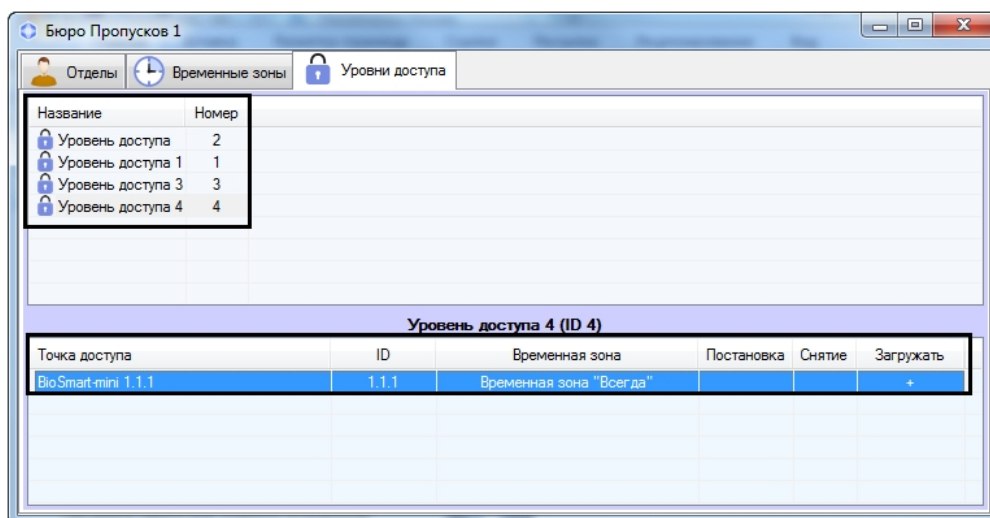 Бюро Пропусков 1
Отделы Временные зоны Уровни доступа
Название Номер
Уровень доступа 2
Уровень доступа 1 1
Уровень доступа 3 3
Уровень доступа 4 4
Уровень доступа 4 (ID 4)
Точка доступа ID Временная зона Постановка Снятие Загружать
BioSmart-mini 1.1.1 1.1.1 Временная зона "Всегда" +